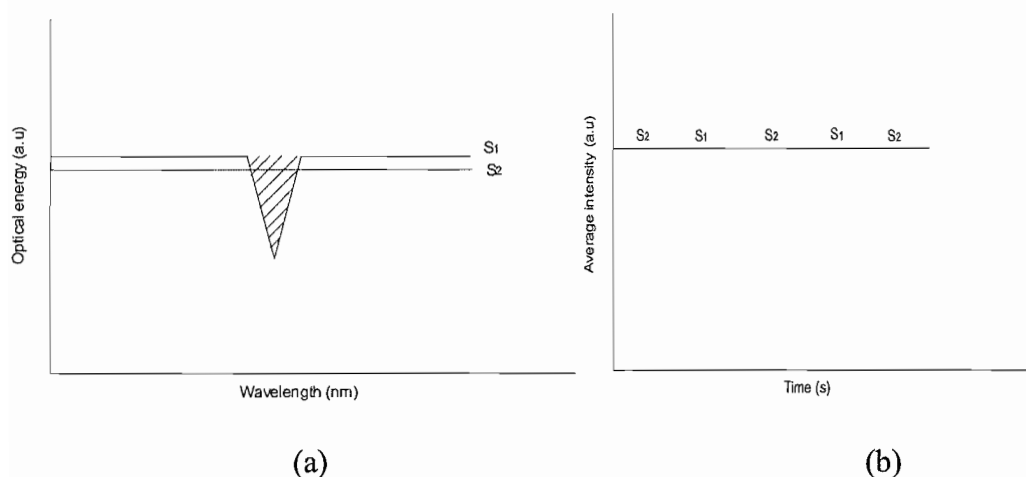 Optical energy (a.u)
S1
S2
Wavelength (nm)
(a)
Average intensity (a.u)
S2 S1 S2 S1 S2
Time (s)
(b)